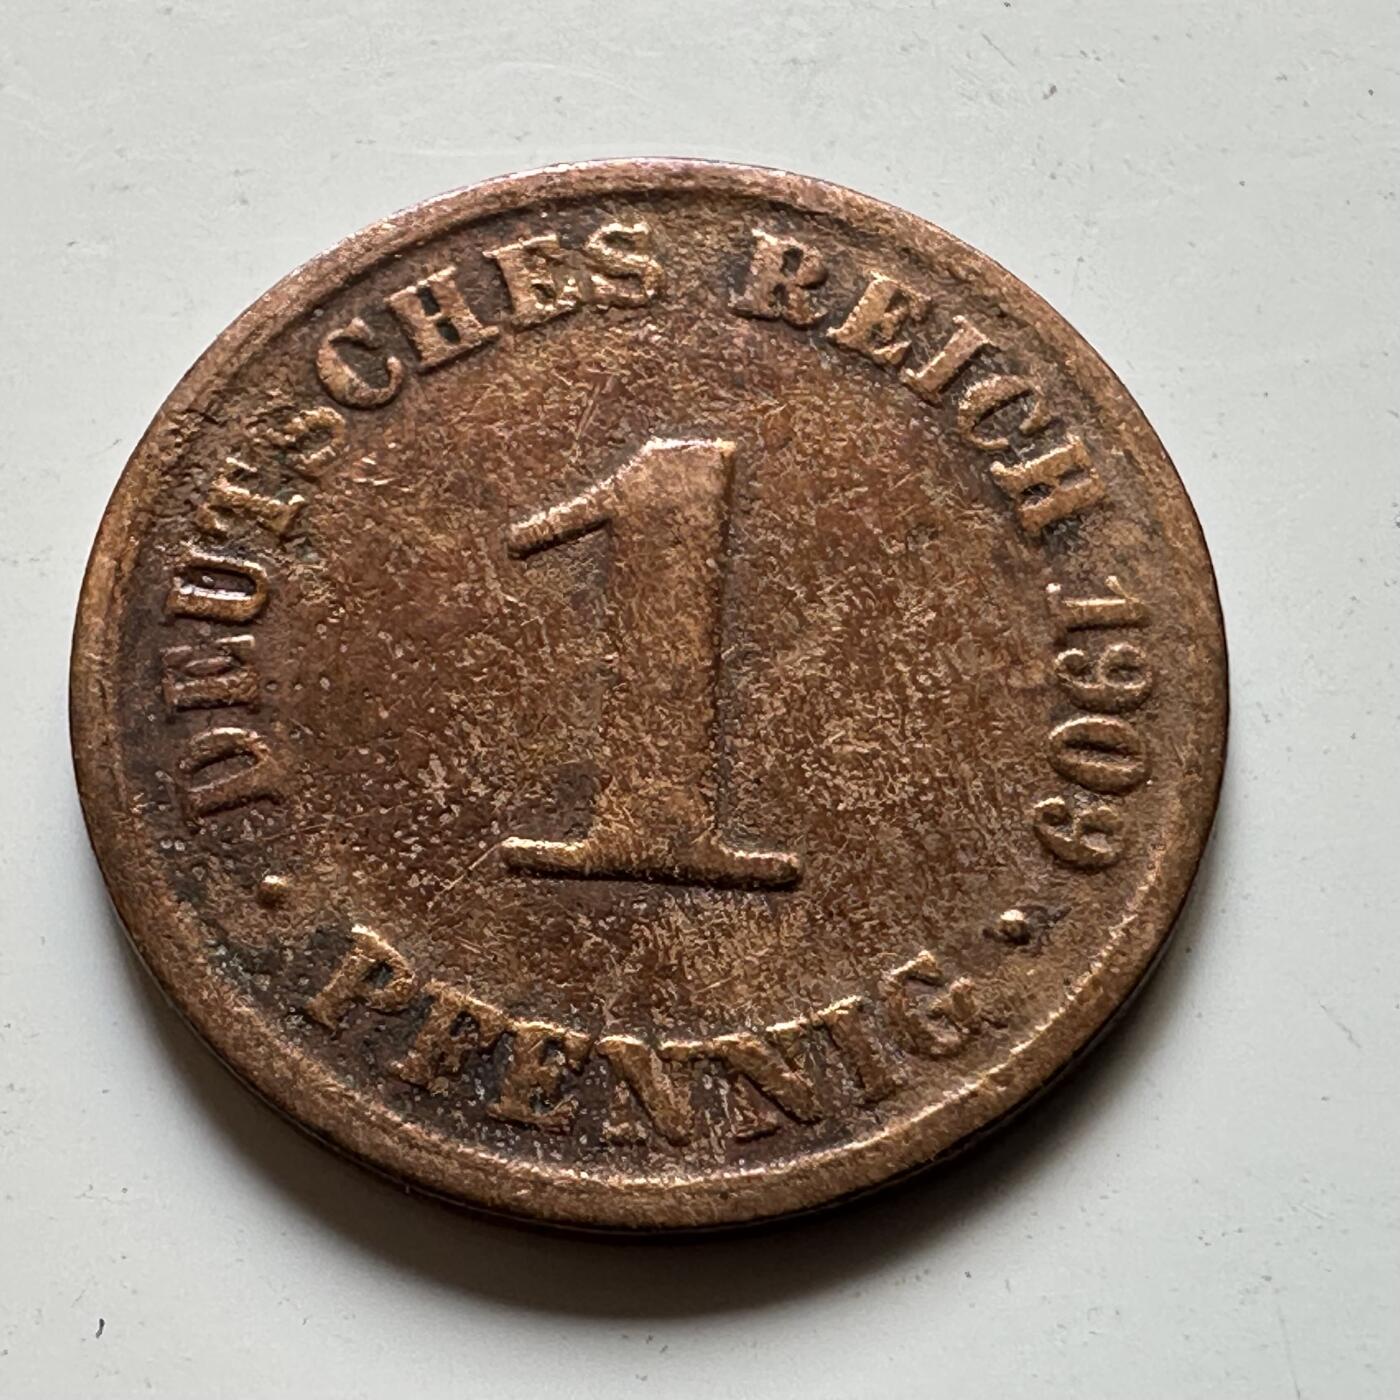 DEUTSCHES REICH 1909
1
• PFENNIG •